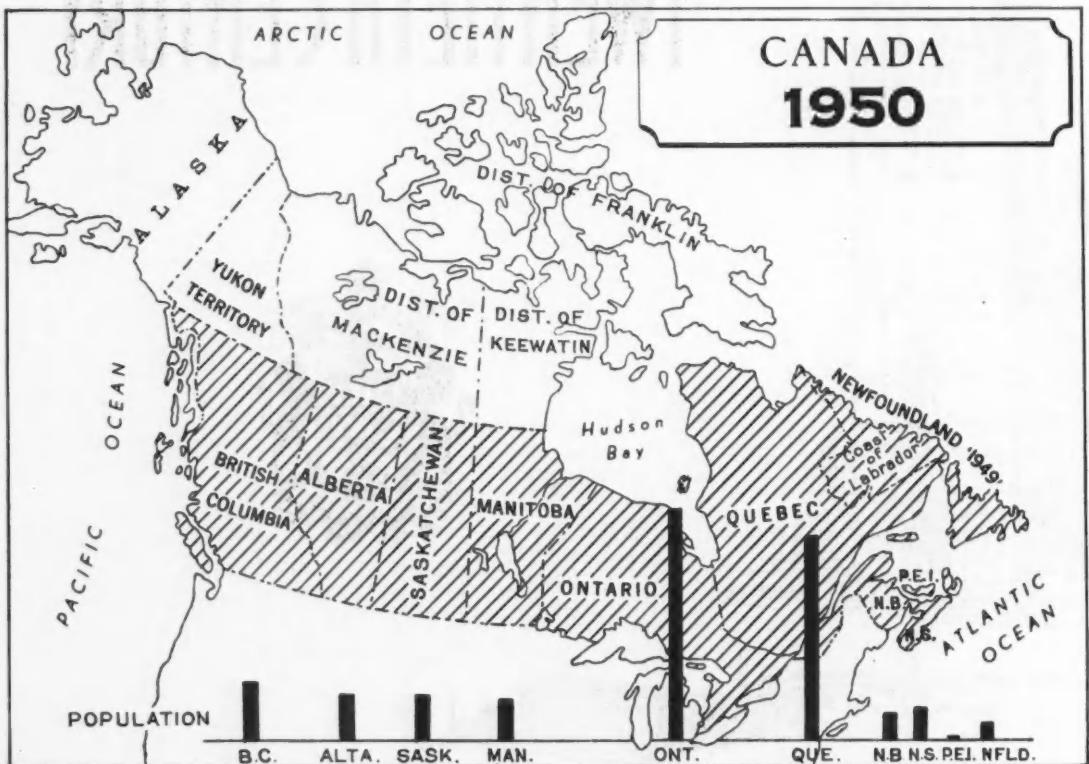 ARCTIC OCEAN
CANADA
1950
ALASKA
DIST. OF FRANKLIN
YUKON
TERRITORY
DIST. OF
MACKENZIE
DIST. OF
KEEWATIN
PACIFIC OCEAN
Hudson
Bay
NEWFOUNDLAND '1949'
Coast
of
Labrador
BRITISH
COLUMBIA
ALBERTA
SASKATCHEWAN
MANITOBA
ONTARIO
QUEBEC
P.E.I.
N.B.
N.S.
ATLANTIC
OCEAN
POPULATION
B.C. ALTA. SASK. MAN. ONT. QUE. N.B. N.S. P.E.I. NFLD.